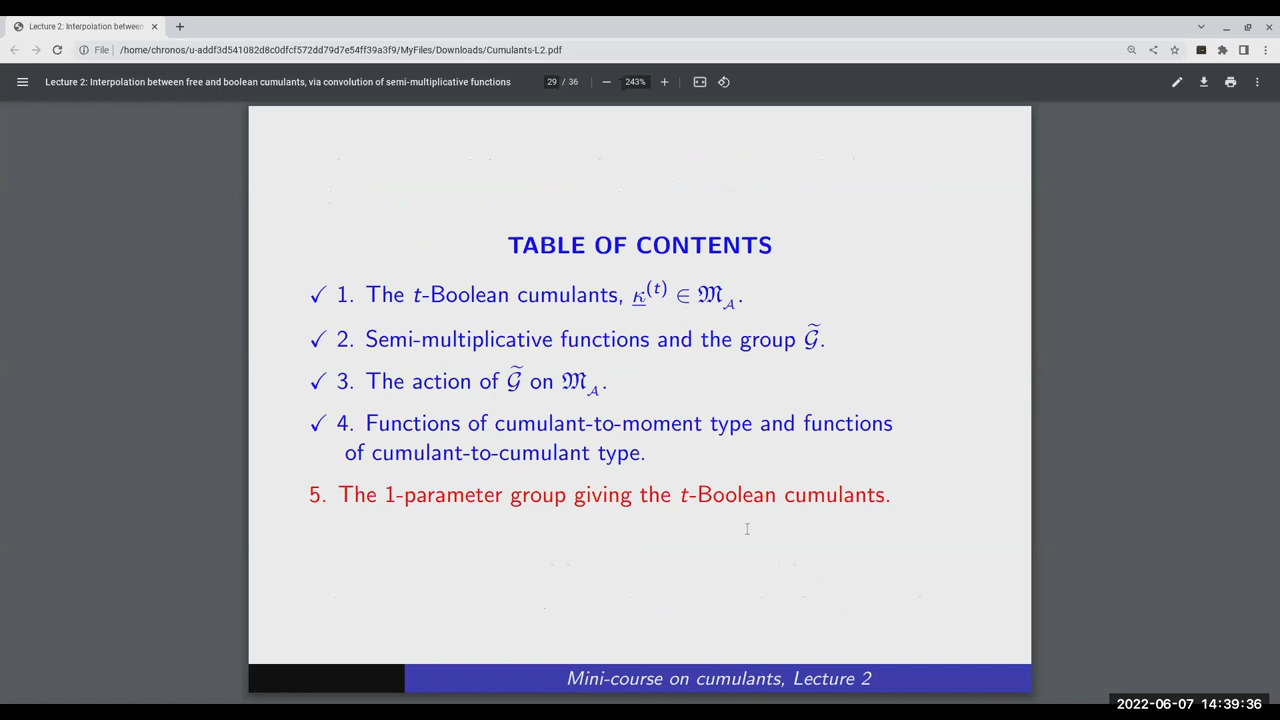 Lecture 2: Interpolation between
File | /home/chronos/u-addf3d541082d8c0dfcf572dd79d7e54ff39a3f9/MyFiles/Downloads/Cumulants-L2.pdf
Lecture 2: Interpolation between free and boolean cumulants, via convolution of semi-multiplicative functions 29 / 36 243%
TABLE OF CONTENTS
✓ 1. The t-Boolean cumulants, κ̲^(t) ∈ 𝔐_𝒜.
✓ 2. Semi-multiplicative functions and the group 𝒢̃.
✓ 3. The action of 𝒢̃ on 𝔐_𝒜.
✓ 4. Functions of cumulant-to-moment type and functions
of cumulant-to-cumulant type.
5. The 1-parameter group giving the t-Boolean cumulants.
Mini-course on cumulants, Lecture 2
2022-06-07 14:39:36